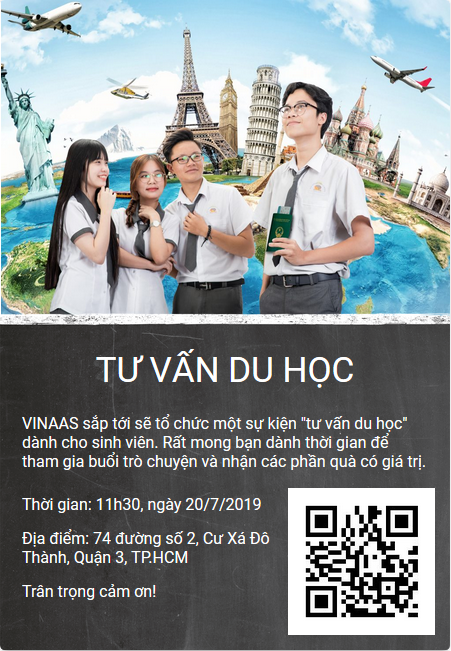 TƯ VẤN DU HỌC
VINAAS sắp tới sẽ tổ chức một sự kiện "tư vấn du học"
dành cho sinh viên. Rất mong bạn dành thời gian để
tham gia buổi trò chuyện và nhận các phần quà có giá trị.
Thời gian: 11h30, ngày 20/7/2019
Địa điểm: 74 đường số 2, Cư Xá Đô
Thành, Quận 3, TP.HCM
Trân trọng cảm ơn!